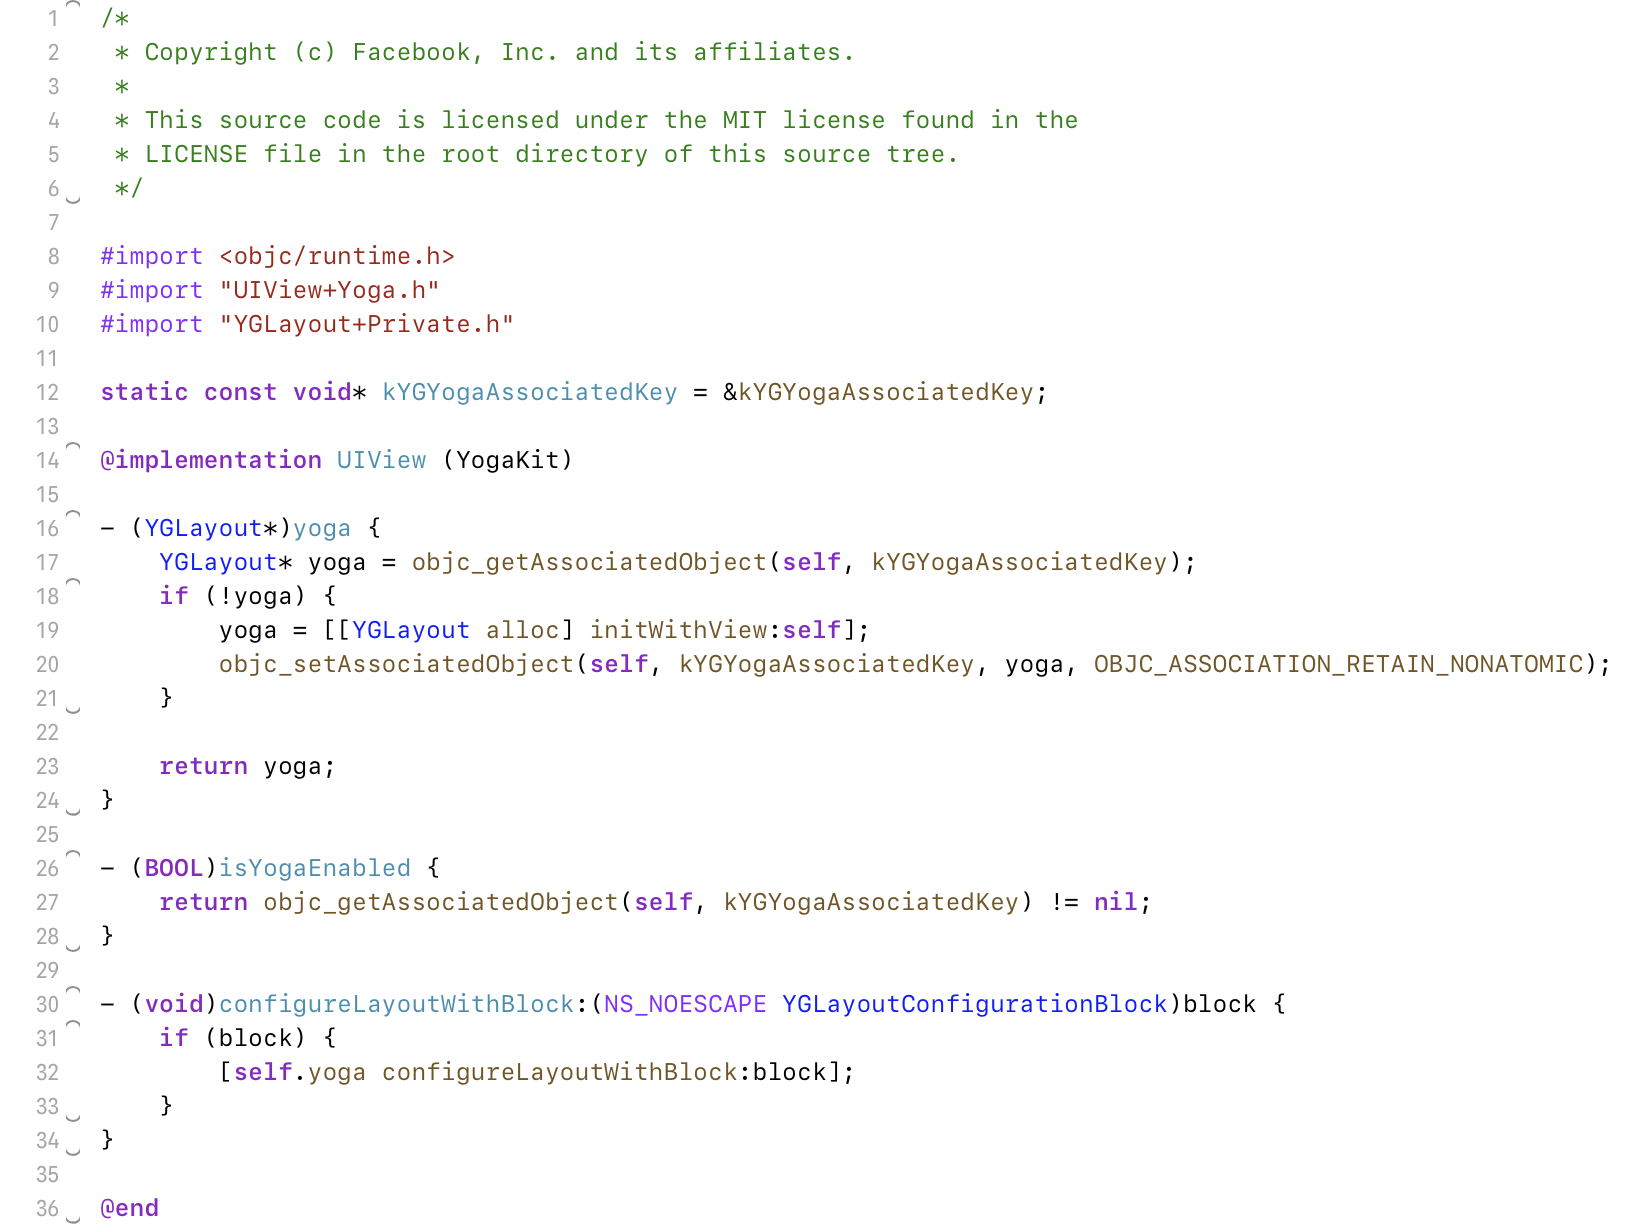 1 /*
2  * Copyright (c) Facebook, Inc. and its affiliates.
3  *
4  * This source code is licensed under the MIT license found in the
5  * LICENSE file in the root directory of this source tree.
6  */
7
8 #import <objc/runtime.h>
9 #import "UIView+Yoga.h"
10 #import "YGLayout+Private.h"
11
12 static const void* kYGYogaAssociatedKey = &kYGYogaAssociatedKey;
13
14 @implementation UIView (YogaKit)
15
16 - (YGLayout*)yoga {
17     YGLayout* yoga = objc_getAssociatedObject(self, kYGYogaAssociatedKey);
18     if (!yoga) {
19         yoga = [[YGLayout alloc] initWithView:self];
20         objc_setAssociatedObject(self, kYGYogaAssociatedKey, yoga, OBJC_ASSOCIATION_RETAIN_NONATOMIC);
21     }
22
23     return yoga;
24 }
25
26 - (BOOL)isYogaEnabled {
27     return objc_getAssociatedObject(self, kYGYogaAssociatedKey) != nil;
28 }
29
30 - (void)configureLayoutWithBlock:(NS_NOESCAPE YGLayoutConfigurationBlock)block {
31     if (block) {
32         [self.yoga configureLayoutWithBlock:block];
33     }
34 }
35
36 @end